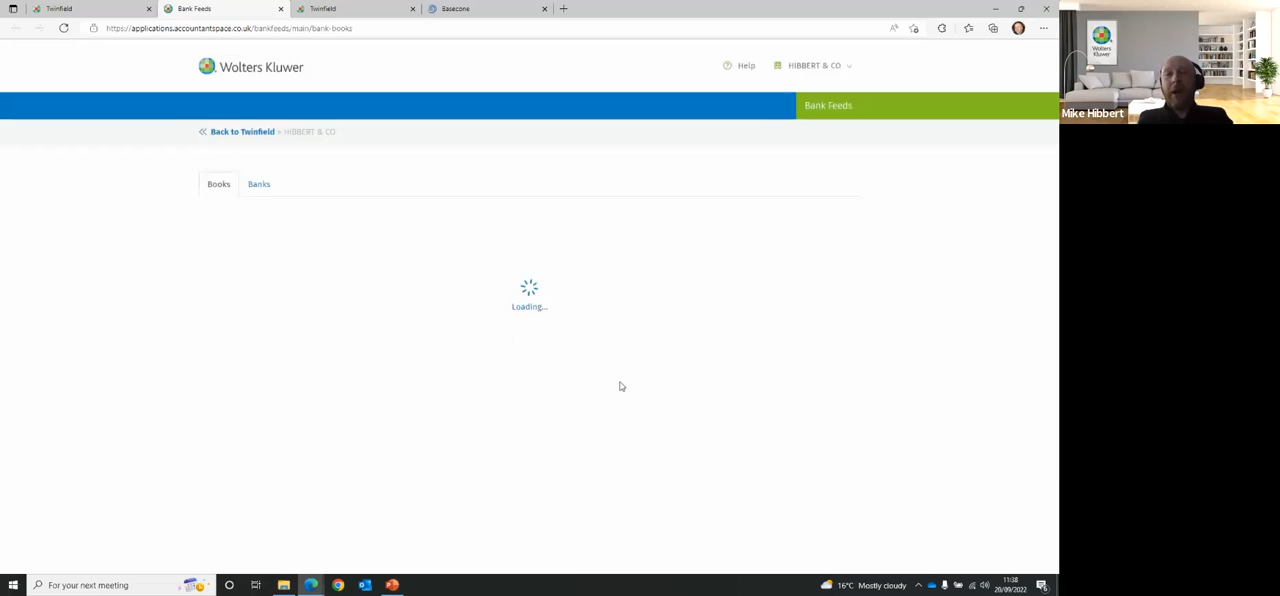 Twinfield
Bank Feeds
Twinfield
Basecone
https://applications.accountantspace.co.uk/bankfeeds/main/bank-books
Wolters Kluwer
Help
HIBBERT & CO
Bank Feeds
Back to Twinfield » HIBBERT & CO
Books
Banks
Loading...
Wolters
Kluwer
Mike Hibbert
For your next meeting
16°C Mostly cloudy
11:38
20/09/2022